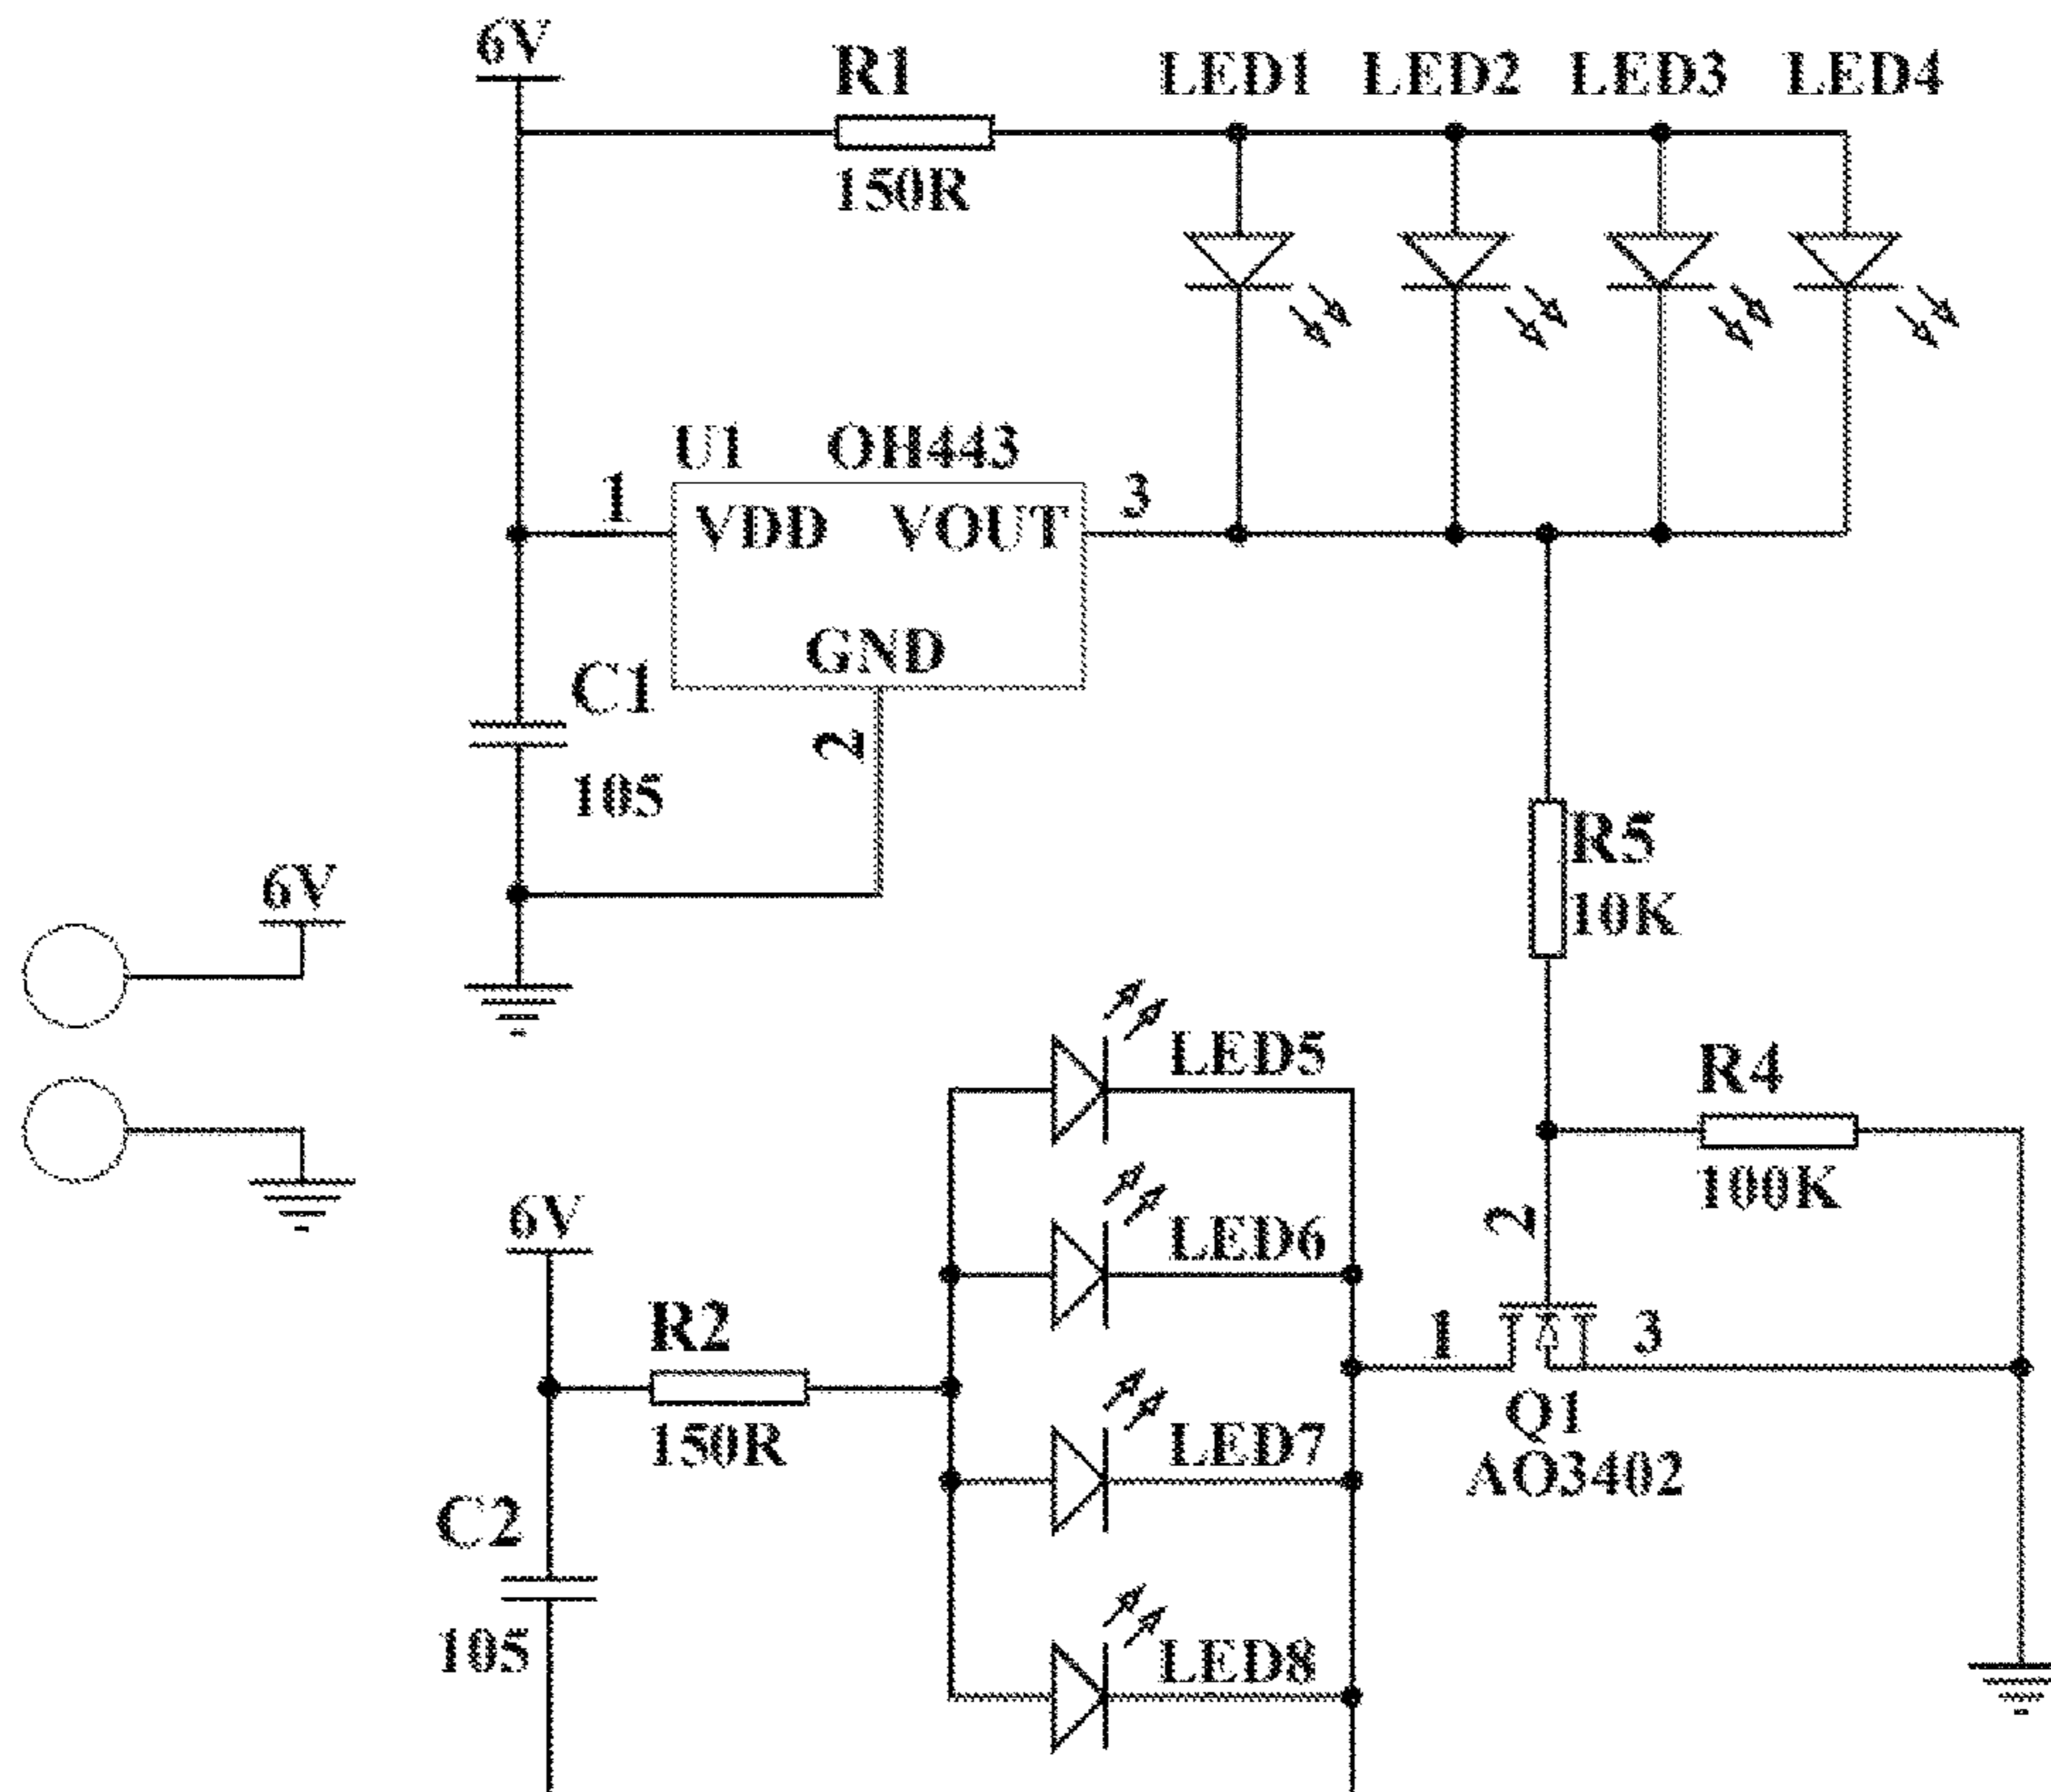 6V
R1
LED1 LED2 LED3 LED4
150R
U1 OH443
1
3
VDD VOUT
GND
C1
2
105
R5
10K
6V
LED5
R4
100K
2
6V
LED6
R2
1
3
150R
Q1
LED7
AO3402
C2
105
LED8